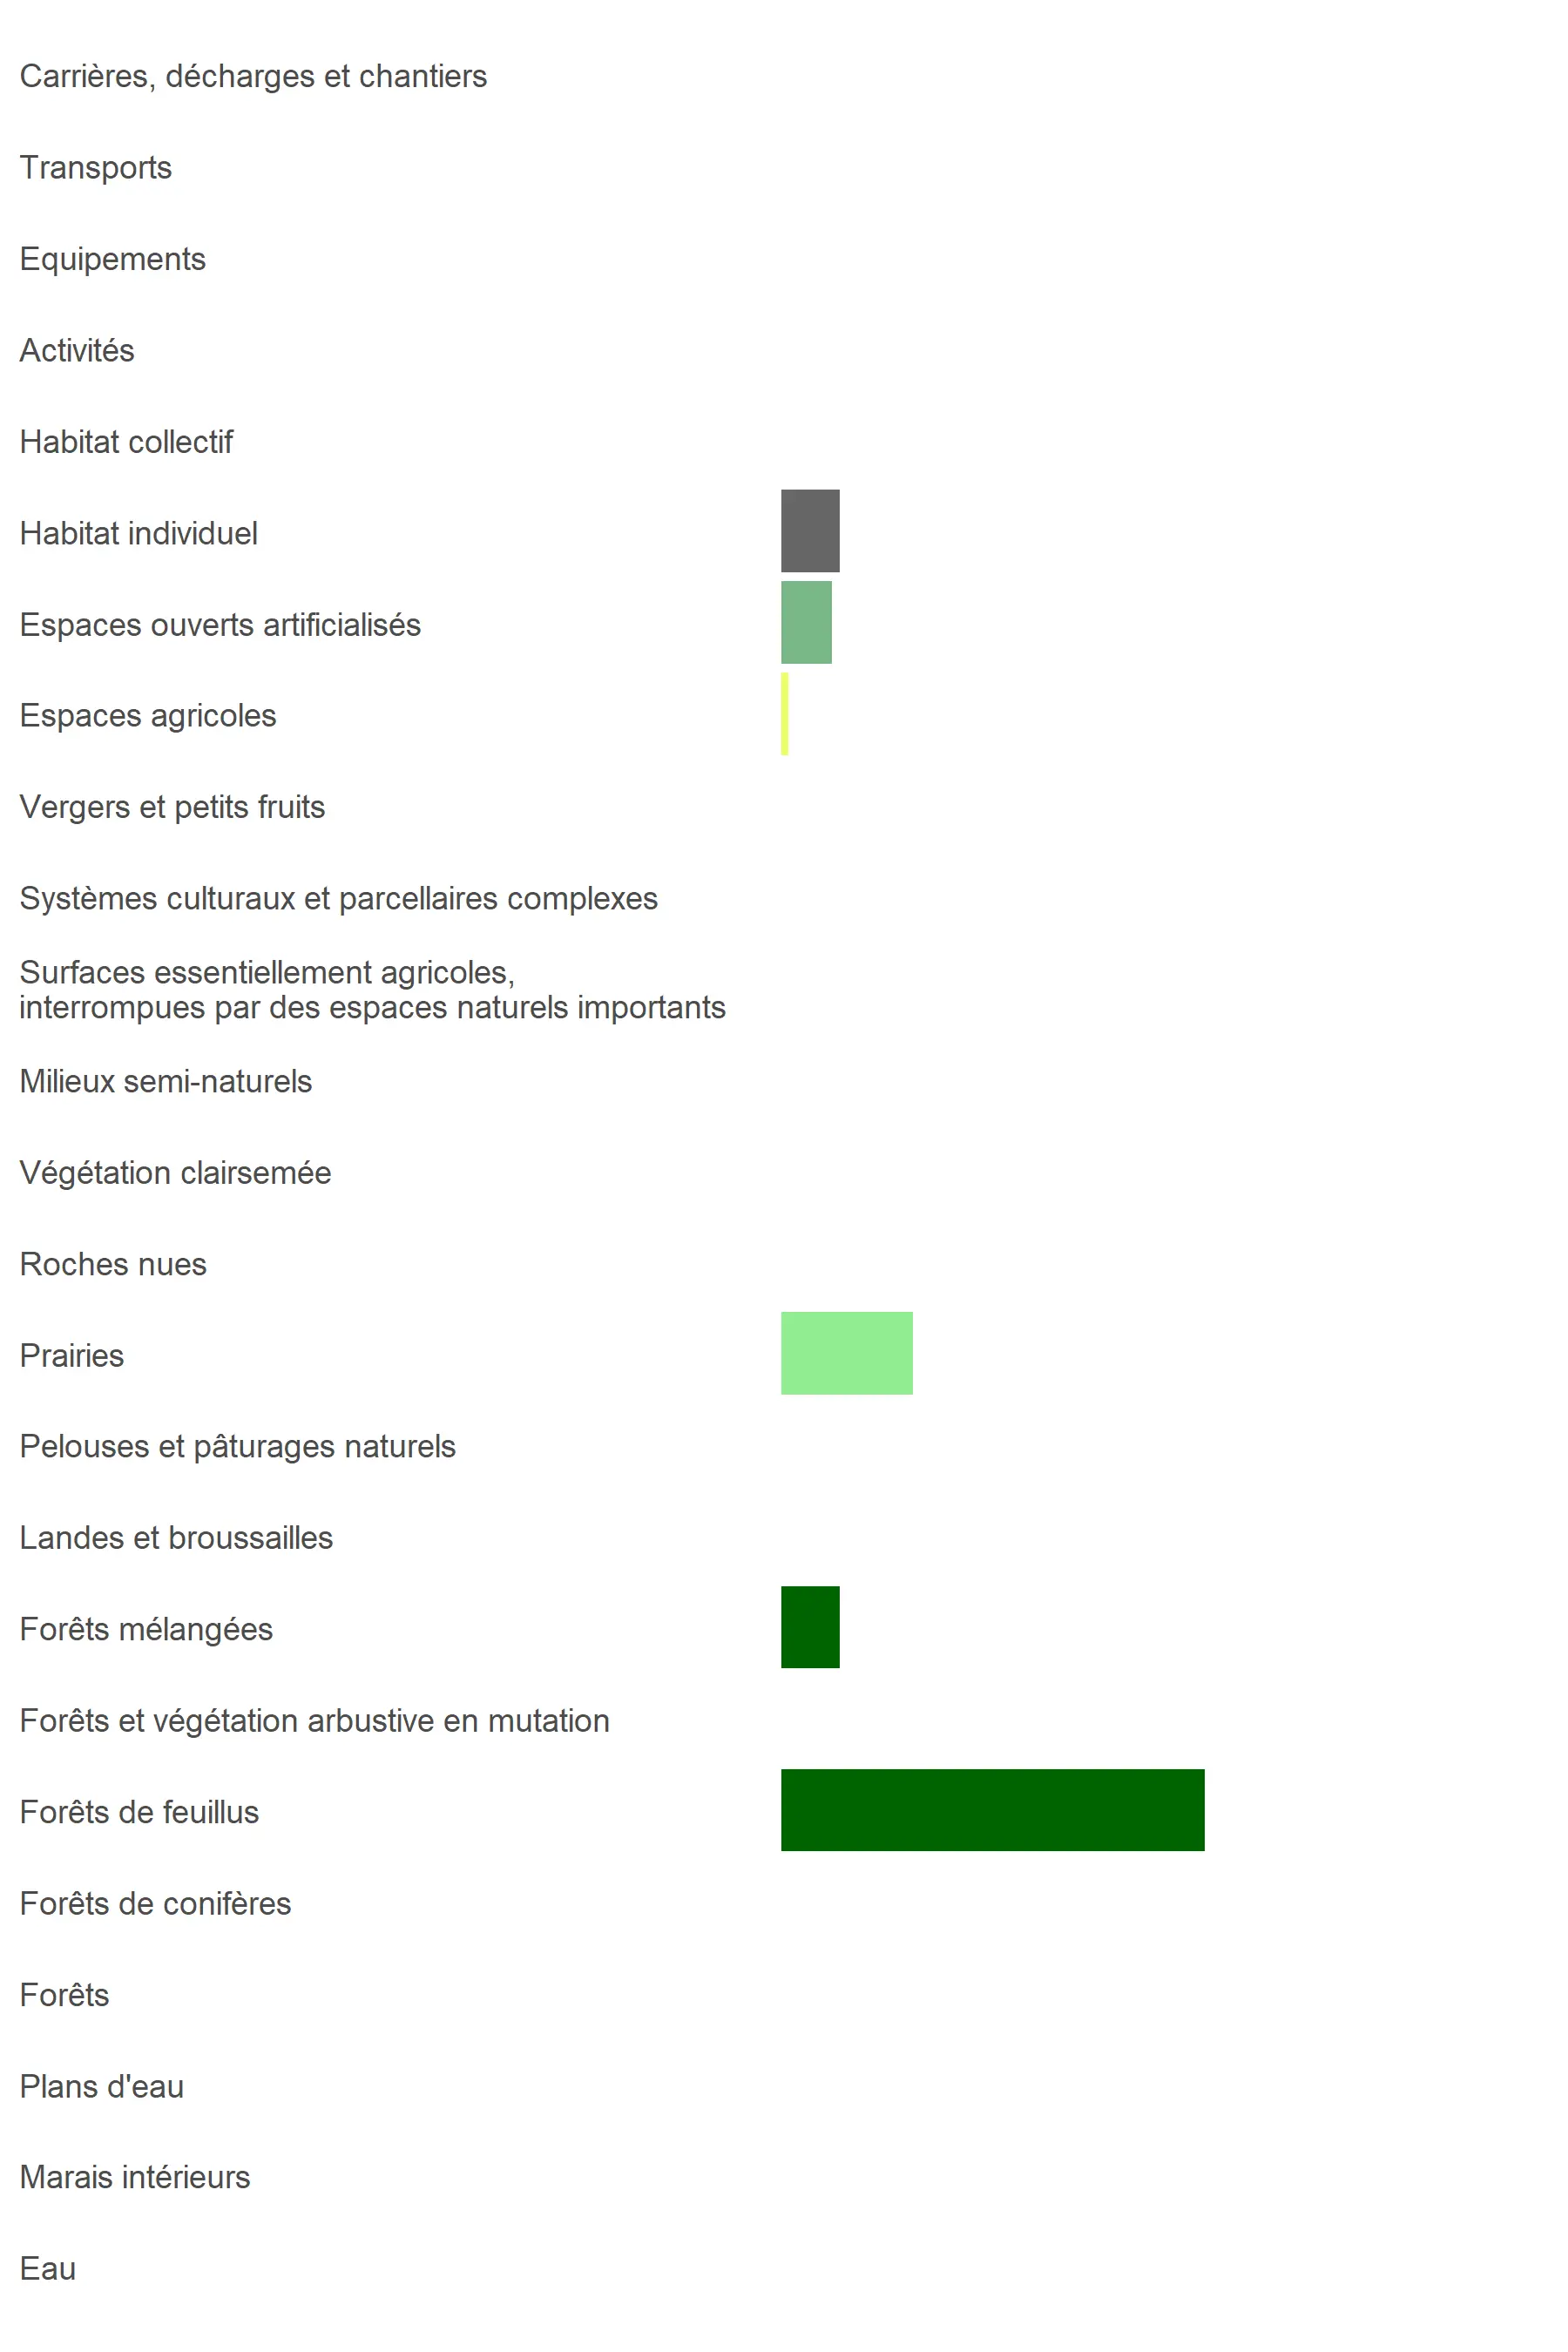 Carrières, décharges et chantiers
Transports
Equipements
Activités
Habitat collectif
Habitat individuel
Espaces ouverts artificialisés
Espaces agricoles
Vergers et petits fruits
Systèmes culturaux et parcellaires complexes
Surfaces essentiellement agricoles,
interrompues par des espaces naturels importants
Milieux semi-naturels
Végétation clairsemée
Roches nues
Prairies
Pelouses et pâturages naturels
Landes et broussailles
Forêts mélangées
Forêts et végétation arbustive en mutation
Forêts de feuillus
Forêts de conifères
Forêts
Plans d'eau
Marais intérieurs
Eau